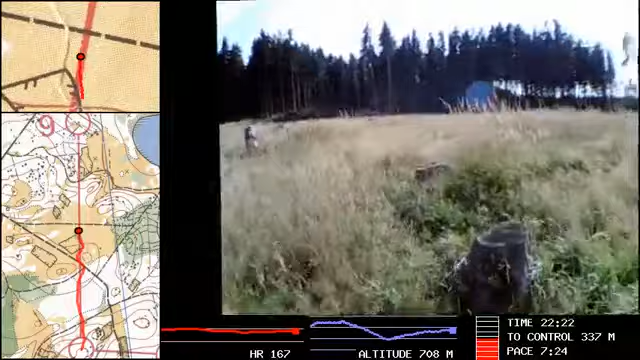 9
TIME 22:22
TO CONTROL 337 M
HR 167
ALTITUDE 708 M
PACE 7:24